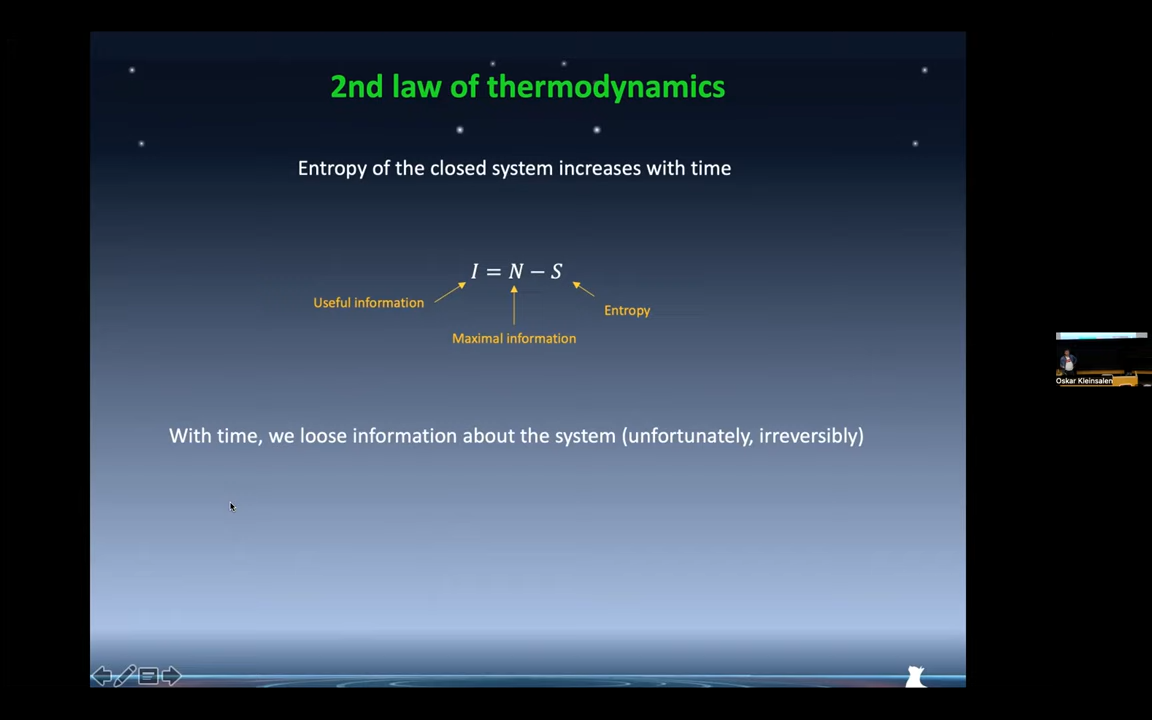 2nd law of thermodynamics
Entropy of the closed system increases with time
I = N − S
Useful information
Entropy
Maximal information
With time, we loose information about the system (unfortunately, irreversibly)
Oskar Kleinsalen